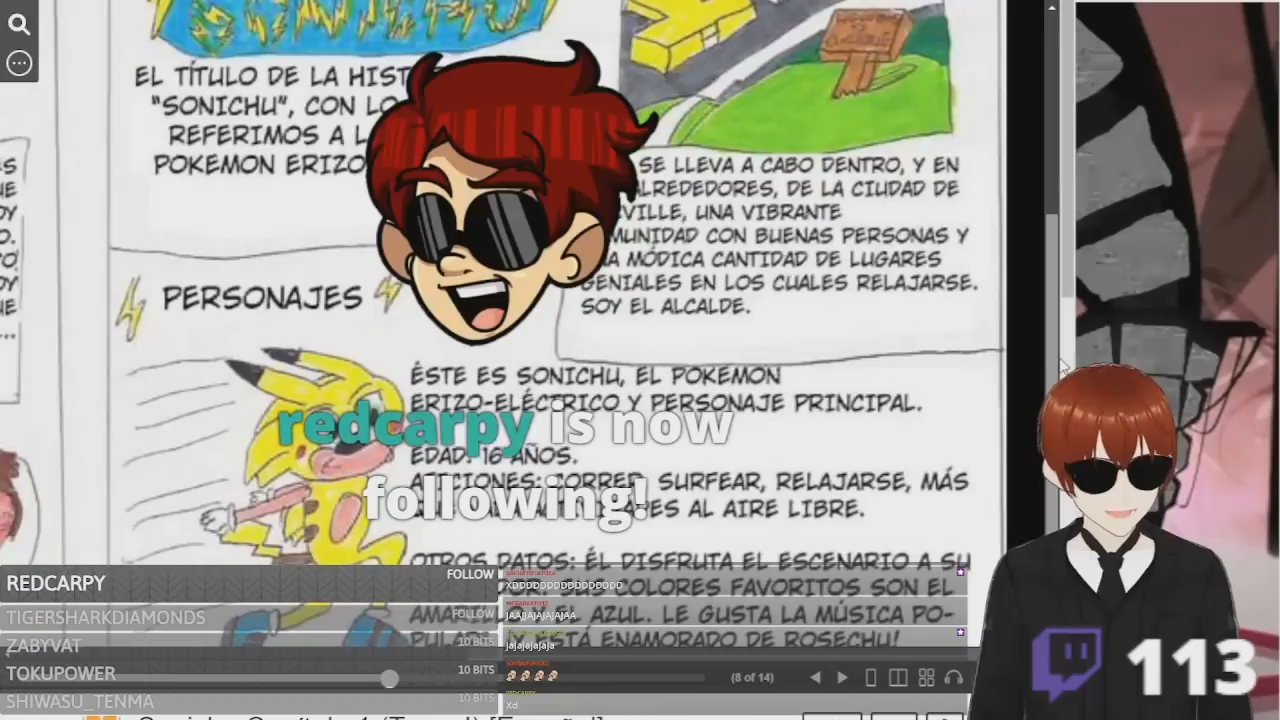 EL TÍTULO DE LA HIST
"SONICHU", CON LO
REFERIMOS A L
POKEMON ERIZO
SE LLEVA A CABO DENTRO, Y EN
ALREDEDORES, DE LA CIUDAD DE
VILLE, UNA VIBRANTE
MUNIDAD CON BUENAS PERSONAS Y
MÓDICA CANTIDAD DE LUGARES
GENIALES EN LOS CUALES RELAJARSE.
SOY EL ALCALDE.
PERSONAJES
ÉSTE ES SONICHU, EL POKEMON
ERIZO-ELÉCTRICO Y PERSONAJE PRINCIPAL.
redcarpy is now
following!
EDAD: 16 AÑOS.
CORRER, SURFEAR, RELAJARSE, MÁS
AL AIRE LIBRE.
OTROS DATOS: ÉL DISFRUTA EL ESCENARIO A SU
COLORES FAVORITOS SON EL
EL AZUL. LE GUSTA LA MÚSICA PO-
ESTÁ ENAMORADO DE ROSECHU!
REDCARPY FOLLOW
TIGERSHARKDIAMONDS FOLLOW
ZABYVAT 10 BITS
TOKUPOWER 10 BITS
SHIWASU_TENMA 10 BITS
XDDDDDDDDDDDDDDDD
JAAJJAJAJAJAJAA
jajajajajaja
Xd
(8 of 14)
113